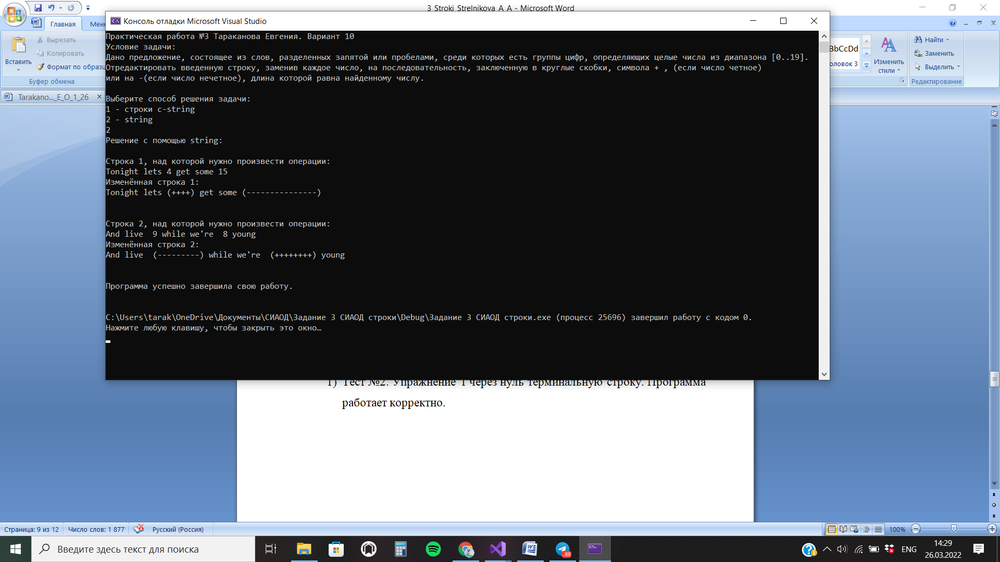 3 Stroki Strelnikova A A - Microsoft Word
Консоль отладки Microsoft Visual Studio
Главная
Вставить
Вырезать
Копировать
Формат по образц
Буфер обмена
Tarakano..._E_O_1_26
Практическая работа №3 Тараканова Евгения. Вариант 10
Условие задачи:
Дано предложение, состоящее из слов, разделенных запятой или пробелами, среди которых есть группы цифр, определяющих целые числа из диапазона [0..19].
Отредактировать введенную строку, заменив каждое число, на последовательность, заключенную в круглые скобки, символа + , (если число четное)
или на -(если число нечетное), длина которой равна найденному числу.
Выберите способ решения задачи:
1 - строки c-string
2 - string
2
Решение с помощью string:
Строка 1, над которой нужно произвести операции:
Tonight lets 4 get some 15
Изменённая строка 1:
Tonight lets (++++) get some (---------------)
Строка 2, над которой нужно произвести операции:
And live  9 while we're  8 young
Изменённая строка 2:
And live  (---------) while we're  (++++++++) young
Программа успешно завершила свою работу.
C:\Users\tarak\OneDrive\Документы\СИАОД\Задание 3 СИАОД строки\Debug\Задание 3 СИАОД строки.exe (процесс 25696) завершил работу с кодом 0.
Нажмите любую клавишу, чтобы закрыть это окно…
BbCcDd
оловок 3
Изменить
стили
Найти
Заменить
Выделить
Редактирование
1) Тест №2. Упражнение 1 через нуль терминальную строку. Программа
работает корректно.
Страница: 9 из 12
Число слов: 1 877
Русский (Россия)
100%
Введите здесь текст для поиска
88
ENG
14:29
26.03.2022